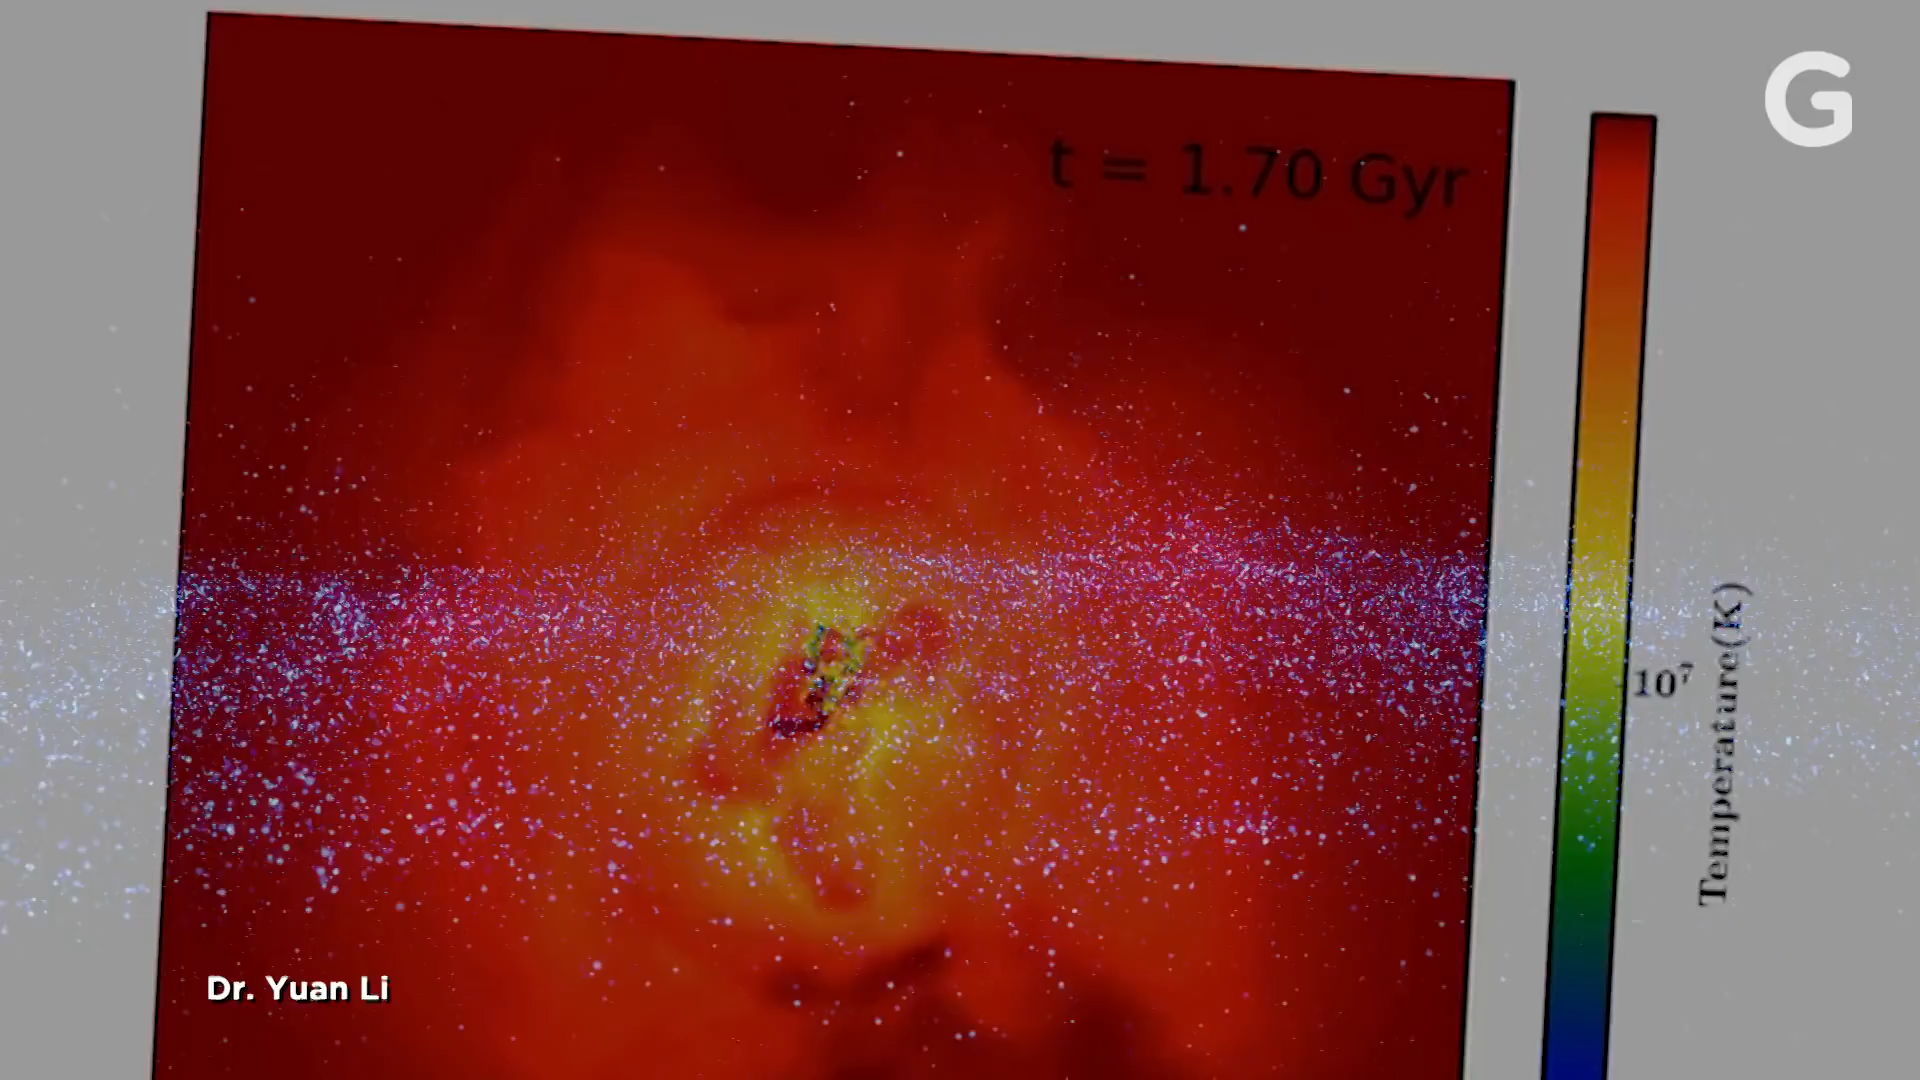 G
t = 1.70 Gyr
10⁷
Temperature(K)
Dr. Yuan Li